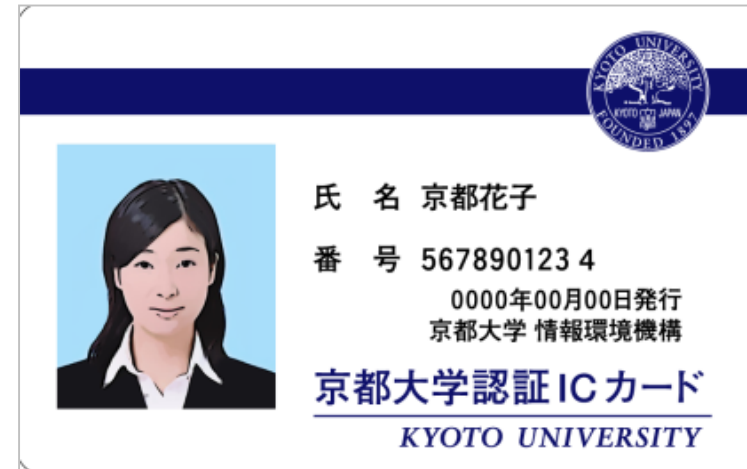 KYOTO UNIVERSITY
KYOTO JAPAN
FOUNDED 1897
氏 名 京都花子
番 号 567890123 4
0000年00月00日発行
京都大学 情報環境機構
京都大学認証ICカード
KYOTO UNIVERSITY